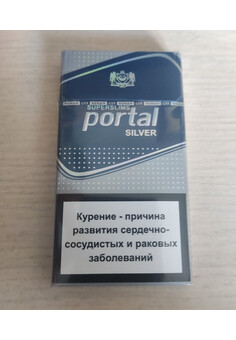 SUPERSLIMS
portal
SILVER
Курение - причина
развития сердечно-
сосудистых и раковых
заболеваний